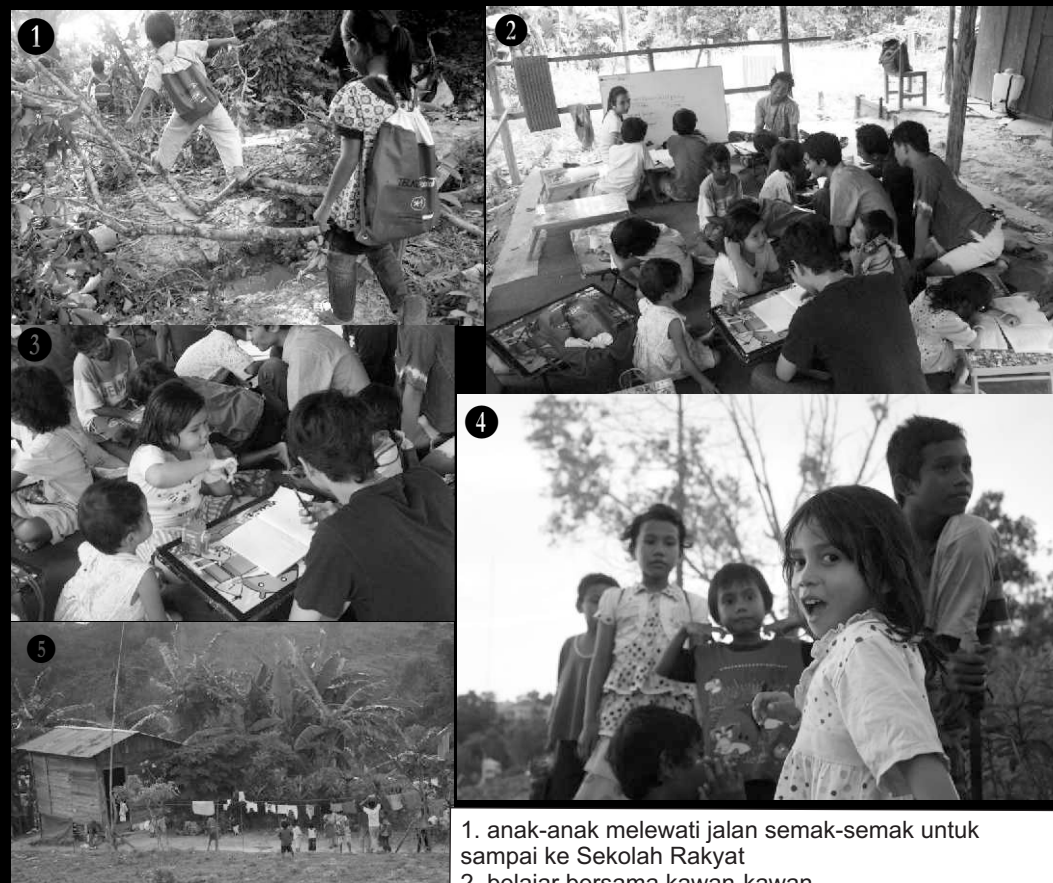 1
2
3
4
5
1. anak-anak melewati jalan semak-semak untuk
sampai ke Sekolah Rakyat
2. belajar bersama kawan-kawan